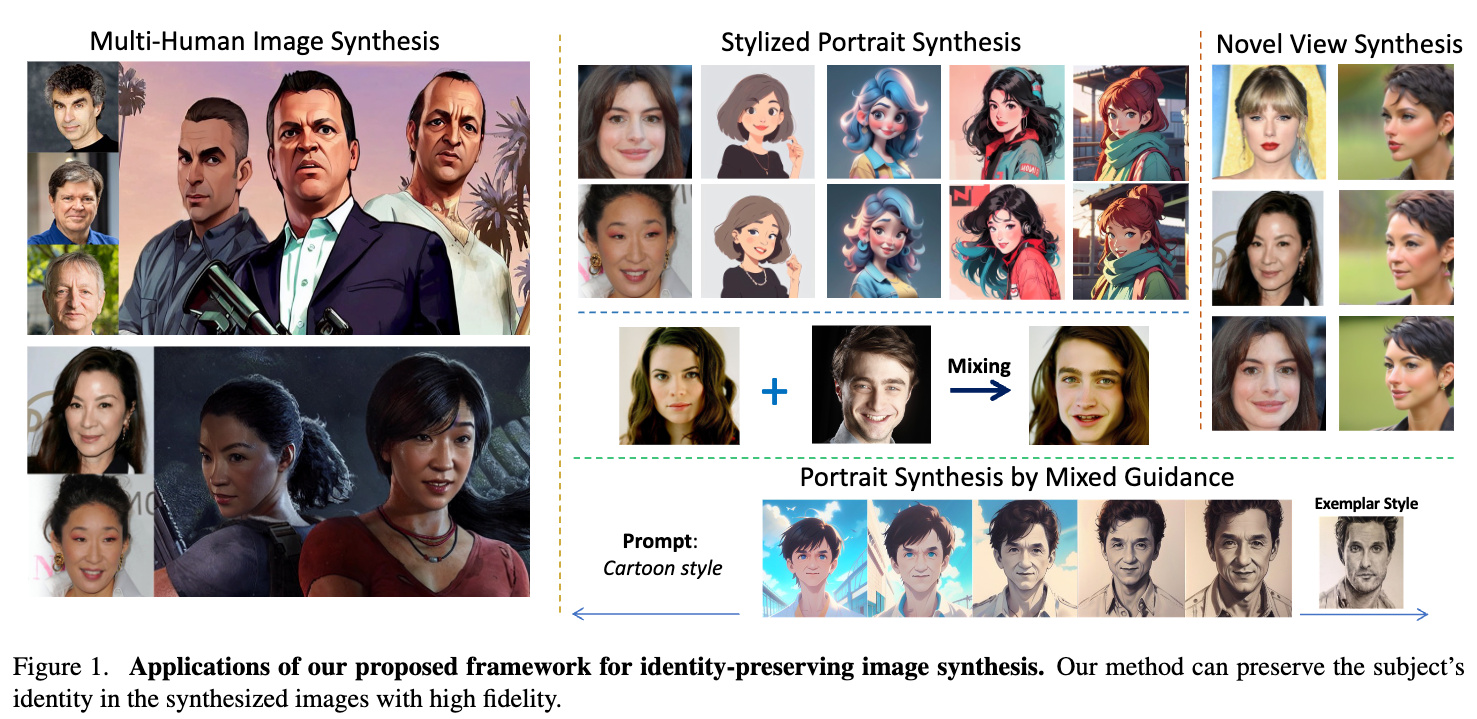 Multi-Human Image Synthesis
Stylized Portrait Synthesis
Novel View Synthesis
Mixing
Portrait Synthesis by Mixed Guidance
Prompt:
Cartoon style
Exemplar Style
Figure 1. Applications of our proposed framework for identity-preserving image synthesis. Our method can preserve the subject’s
identity in the synthesized images with high fidelity.